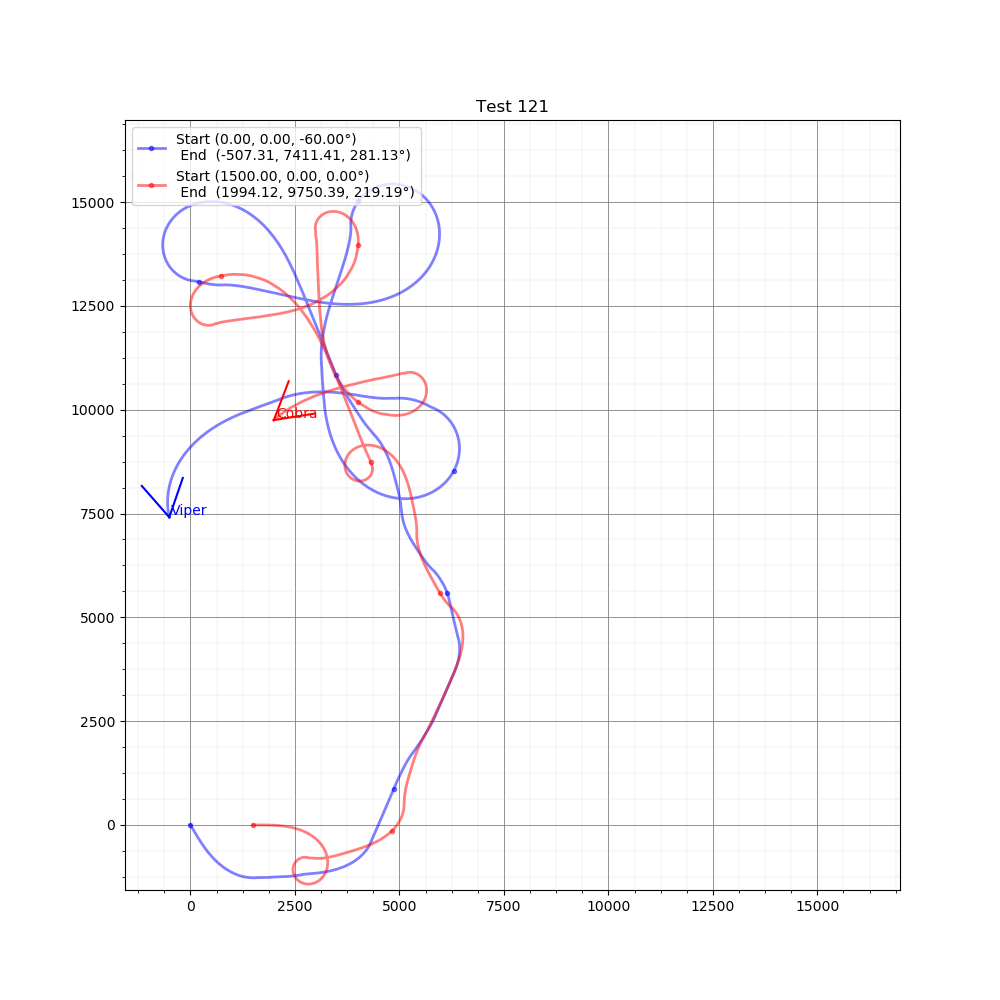 Test 121
Start (0.00, 0.00, -60.00°)
End (-507.31, 7411.41, 281.13°)
Start (1500.00, 0.00, 0.00°)
End (1994.12, 9750.39, 219.19°)
15000
12500
10000
7500
5000
2500
0
Cobra
Viper
0
2500
5000
7500
10000
12500
15000